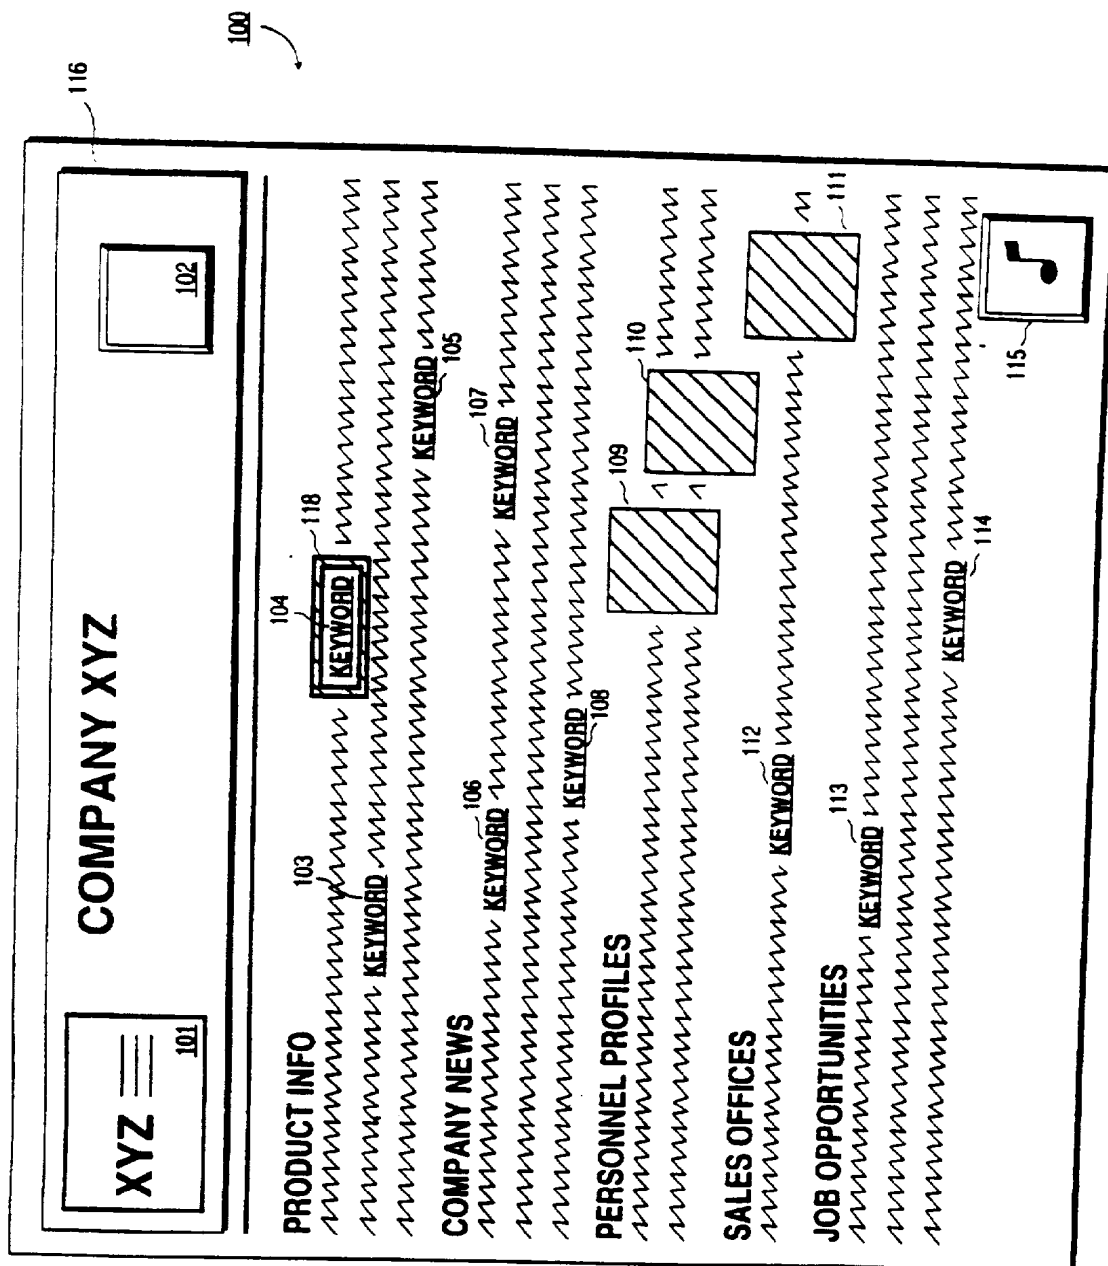 100
116
XYZ
101
COMPANY XYZ
102
PRODUCT INFO
104
118
KEYWORD
103
KEYWORD
KEYWORD
105
COMPANY NEWS
106
KEYWORD
107
KEYWORD
KEYWORD
108
PERSONNEL PROFILES
109
110
SALES OFFICES
112
KEYWORD
111
JOB OPPORTUNITIES
113
KEYWORD
KEYWORD
114
115